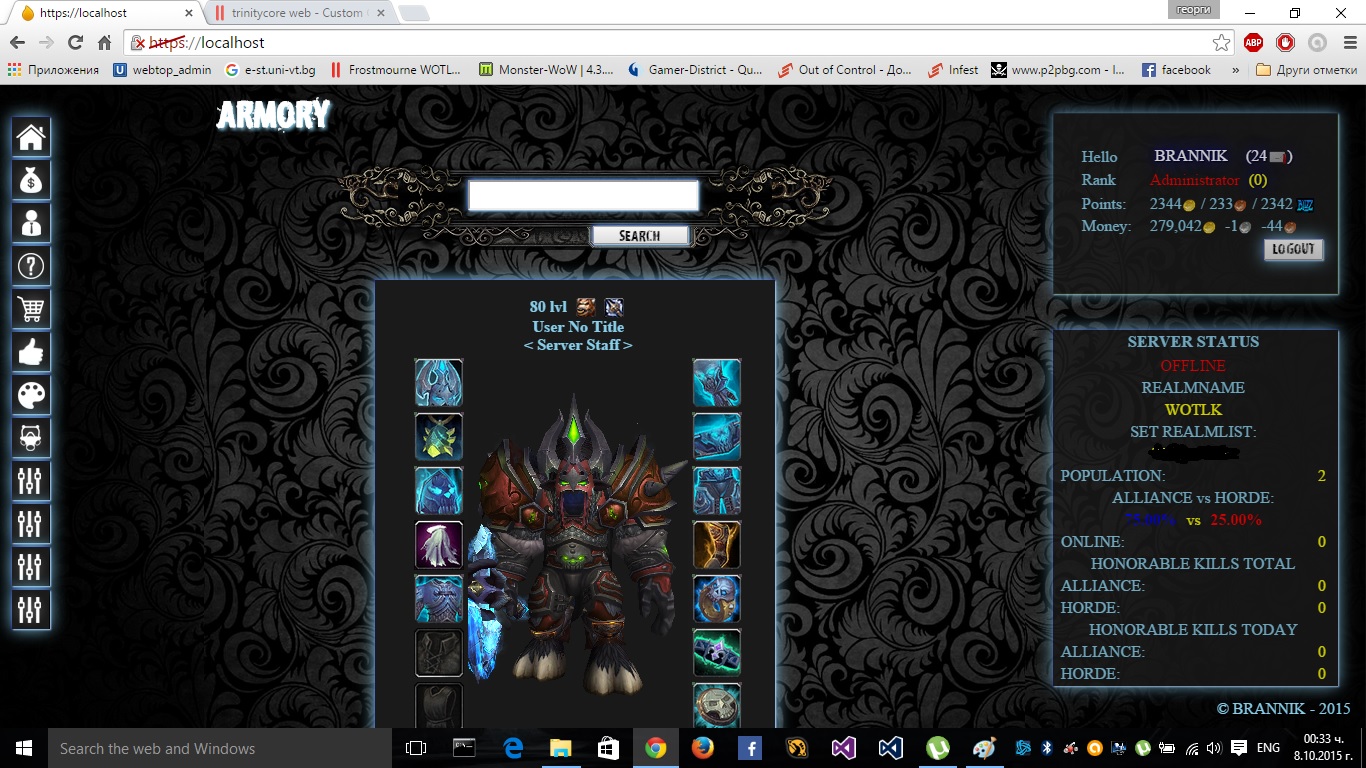 https://localhost
trinitycore web - Custom
георги
https://localhost
ABP
Приложения
webtop_admin
e-st.uni-vt.bg
Frostmourne WOTL...
Monster-WoW | 4.3....
Gamer-District - Qu...
Out of Control - До...
Infest
www.p2pbg.com - I...
facebook
»
Други отметки
ARMORY
SEARCH
80 lvl
User No Title
< Server Staff >
Hello BRANNIK (24)
Rank Administrator (0)
Points: 2344 / 233 / 2342
Money: 279,042 -1 -44
LOGOUT
SERVER STATUS
OFFLINE
REALMNAME
WOTLK
SET REALMLIST:
POPULATION: 2
ALLIANCE vs HORDE:
75.00% vs 25.00%
ONLINE: 0
HONORABLE KILLS TOTAL
ALLIANCE: 0
HORDE: 0
HONORABLE KILLS TODAY
ALLIANCE: 0
HORDE: 0
© BRANNIK - 2015
Search the web and Windows
ENG
00:33 ч.
8.10.2015 г.